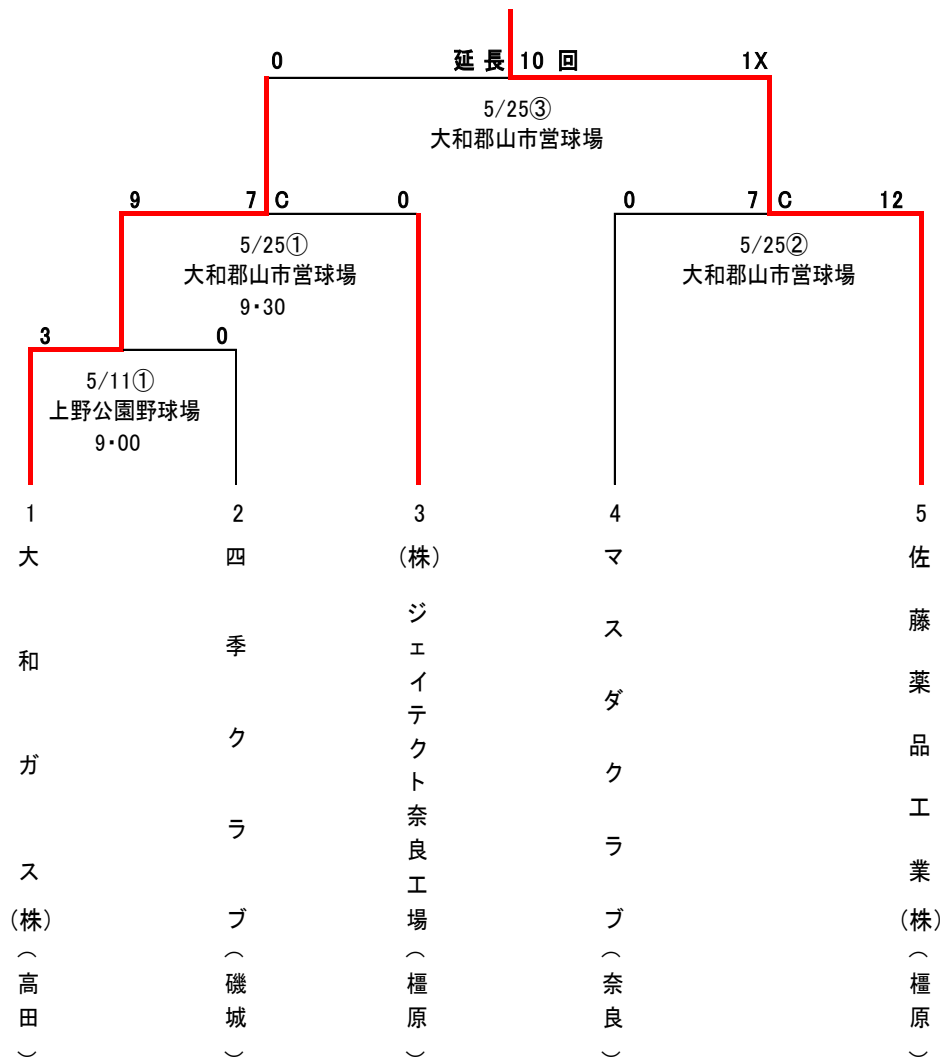 0 延長 10 回 1X
5/25③
大和郡山市営球場
9 7 C 0
0 7 C 12
5/25①
大和郡山市営球場
9・30
5/25②
大和郡山市営球場
3 0
5/11①
上野公園野球場
9・00
1
2
3
4
5
大和ガス(株)(高田)
四季クラブ(磯城)
(株)ジェイテクト奈良工場(橿原)
マスダクラブ(奈良)
佐藤薬品工業(株)(橿原)